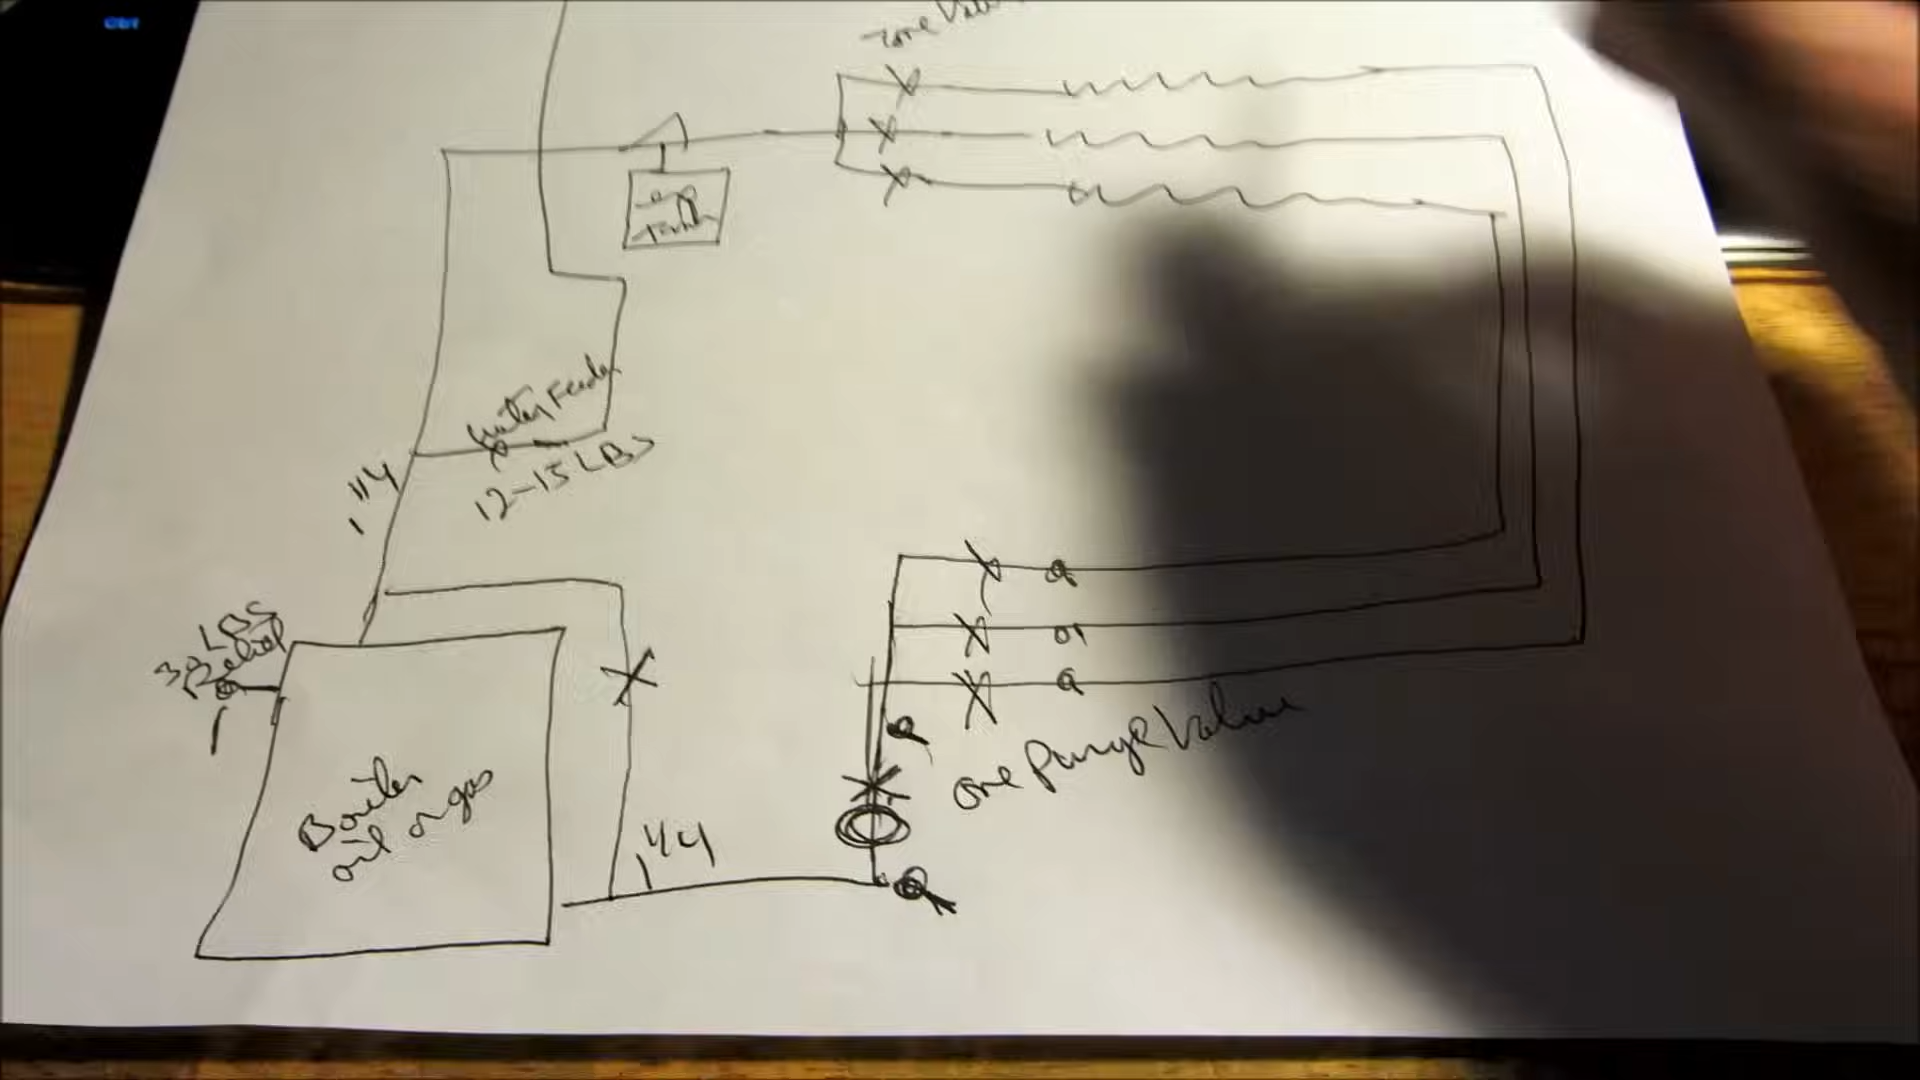 zone Val
exp
Tank
Water Feeder
12-15 LBS
1 1/4
30 LBS
Relief
Boiler
oil or gas
1 1/4
one Purge Valve